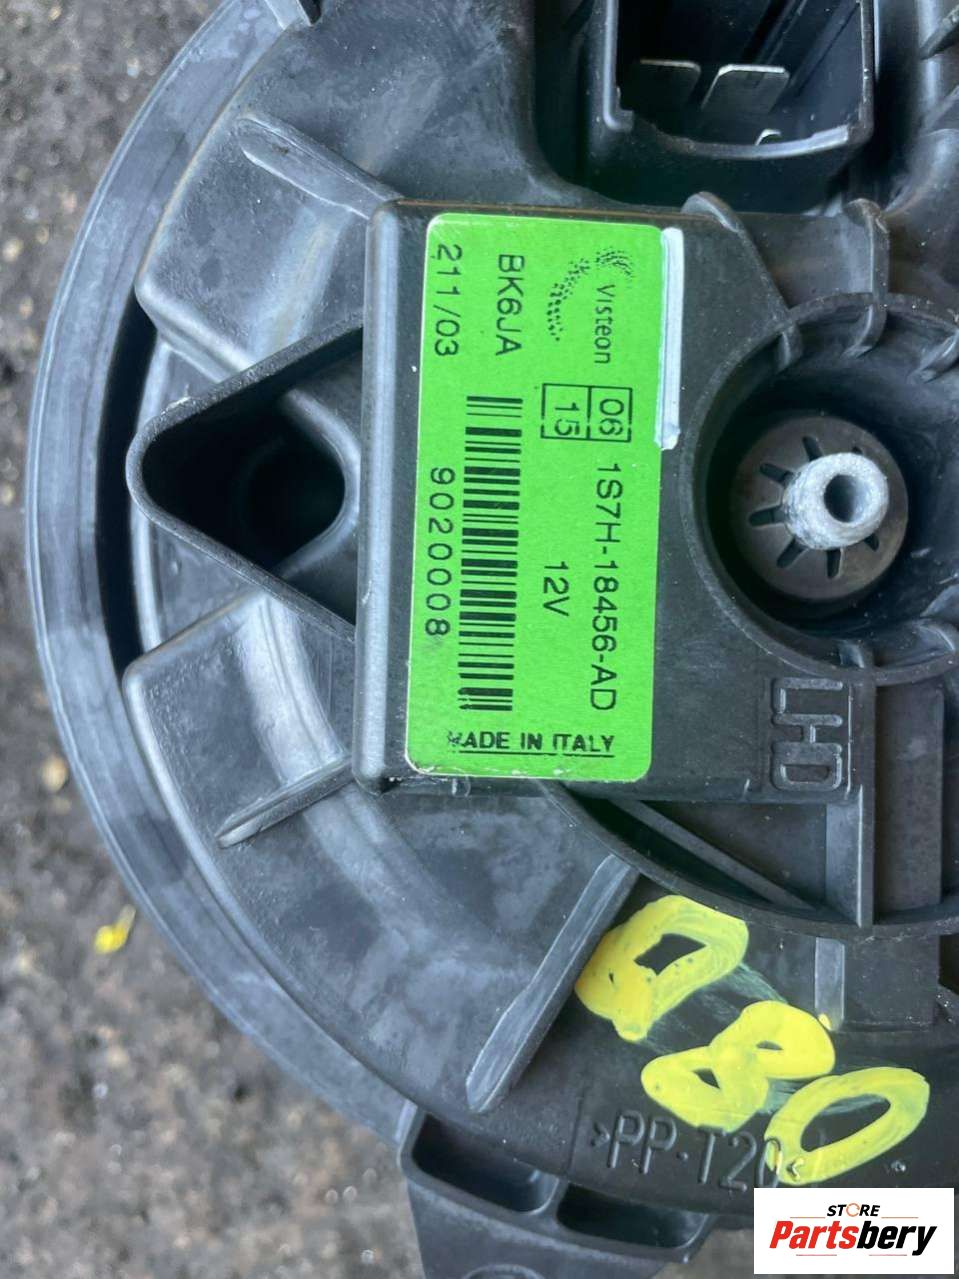 Visteon
06
15
1S7H-18456-AD
12V
BK6JA
211/03
9020008
MADE IN ITALY
LHD
080
>PP-T20<
STORE
Partsbery